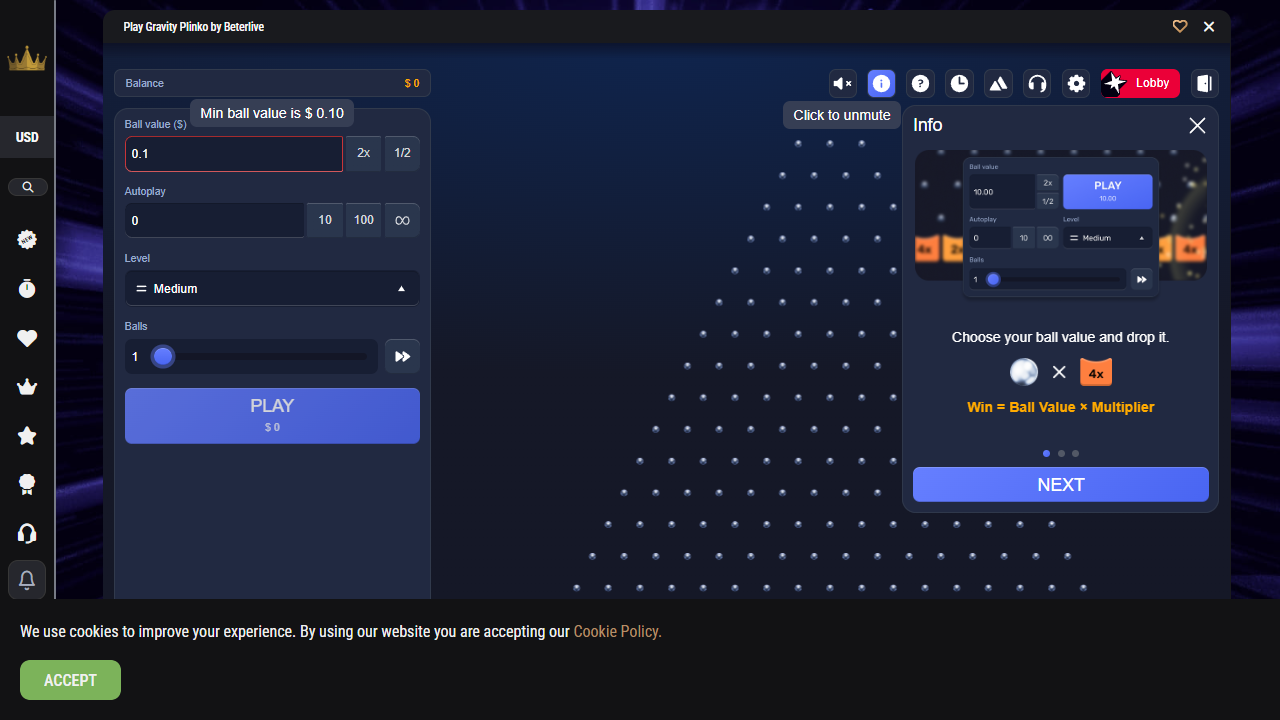 Play Gravity Plinko by Beterlive
Balance
$ 0
Min ball value is $ 0.10
Ball value ($)
0.1
2x
1/2
Autoplay
0
10
100
∞
Level
Medium
Balls
1
PLAY
$ 0
USD
NEW
?
Lobby
Click to unmute
Info
Ball value
10.00
2x
1/2
PLAY
10.00
Autoplay
0
10
00
Level
Medium
Balls
1
4x
2x
4x
Choose your ball value and drop it.
4x
Win = Ball Value × Multiplier
NEXT
We use cookies to improve your experience. By using our website you are accepting our Cookie Policy.
ACCEPT